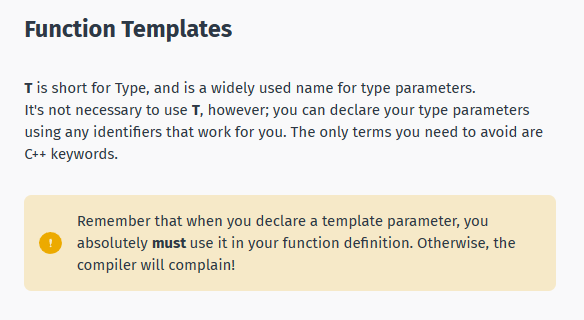 Function Templates
T is short for Type, and is a widely used name for type parameters.
It's not necessary to use T, however; you can declare your type parameters
using any identifiers that work for you. The only terms you need to avoid are
C++ keywords.
Remember that when you declare a template parameter, you
absolutely must use it in your function definition. Otherwise, the
compiler will complain!